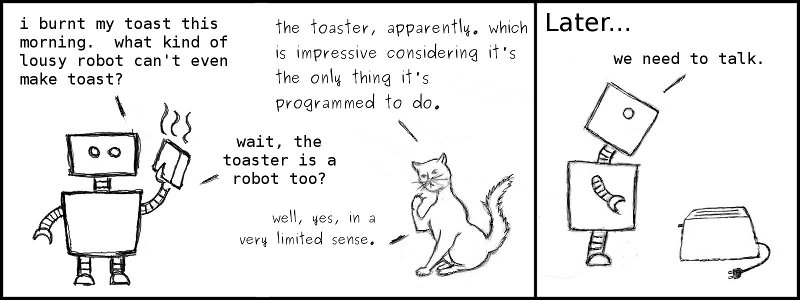 i burnt my toast this
morning.  what kind of
lousy robot can't even
make toast?
the toaster, apparently. which
is impressive considering it's
the only thing it's
programmed to do.
wait, the
toaster is a
robot too?
well, yes, in a
very limited sense.
Later...
we need to talk.